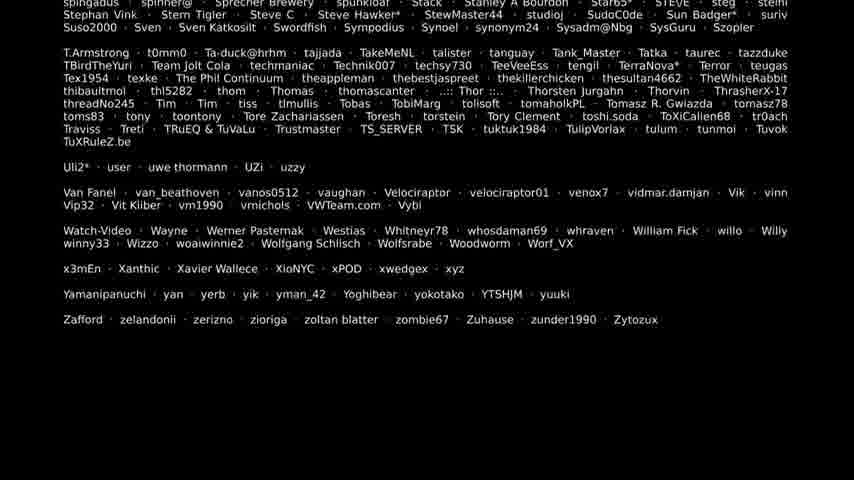 spingadus · spinner@ · Sprecher Brewery · spunkloaf · Stack · Stanley A Bourdon · Star65* · STEVE · steg · steini
Stephan Vink · Stern Tigler · Steve C · Steve Hawker* · StewMaster44 · studioj · SudoC0de · Sun Badger* · suriv
Suso2000 · Sven · Sven Katkosilt · Swordfish · Sympodius · Synoel · synonym24 · Sysadm@Nbg · SysGuru · Szopler
T.Armstrong · t0mm0 · Ta-duck@hrhm · tajjada · TakeMeNL · talister · tanguay · Tank_Master · Tatka · taurec · tazzduke
TBirdTheYuri · Team Jolt Cola · techmaniac · Technik007 · techsy730 · TeeVeeEss · tengil · TerraNova* · Terror · teugas
Tex1954 · texke · The Phil Continuum · theappleman · thebestjaspreet · thekillerchicken · thesultan4662 · TheWhiteRabbit
thibaultmol · thl5282 · thom · Thomas · thomascanter · ..::: Thor ::.. · Thorsten Jurgahn · Thorvin · ThrasherX-17
threadNo245 · Tim · Tim · tiss · tlmullis · Tobas · TobiMarg · tolisoft · tomaholkPL · Tomasz R. Gwiazda · tomasz78
toms83 · tony · toontony · Tore Zachariassen · Toresh · torstein · Tory Clement · toshi.soda · ToXiCalien68 · tr0ach
Traviss · Treti · TRuEQ & TuVaLu · Trustmaster · TS_SERVER · TSK · tuktuk1984 · TulipVorlax · tulum · tunmoi · Tuvok
TuXRuleZ.be
Uli2* · user · uwe thormann · UZi · uzzy
Van Fanel · van_beathoven · vanos0512 · vaughan · Velociraptor · velociraptor01 · venox7 · vidmar.damjan · Vik · vinn
Vip32 · Vit Kliber · vm1990 · vmichols · VWTeam.com · Vybi
Watch-Video · Wayne · Werner Pasternak · Westias · Whitneyr78 · whosdaman69 · whraven · William Fick · willo · Willy
winny33 · Wizzo · woaiwinnie2 · Wolfgang Schlisch · Wolfsrabe · Woodworm · Worf_VX
x3mEn · Xanthic · Xavier Wallece · XioNYC · xPOD · xwedgex · xyz
Yamanipanuchi · yan · yerb · yik · yman_42 · Yoghibear · yokotako · YTSHJM · yuuki
Zafford · zelandonii · zerizno · zioriga · zoltan blatter · zombie67 · Zuhause · zunder1990 · Zytozux